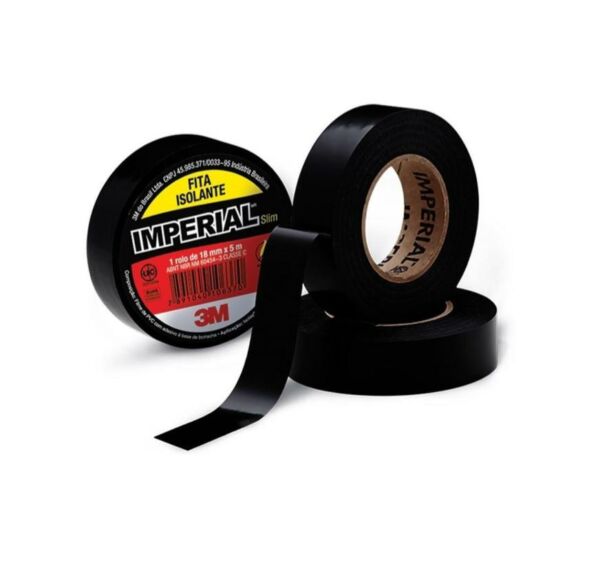 3M do Brasil Ltda. CNPJ 45.985.371/0033-95 Indústria Brasileira
FITA
ISOLANTE
IMPERIAL
Slim
1 rolo de 18 mm x 5 m
ABNT NBR NM 60454-3 CLASSE C
3M
Composição: Filme de PVC com adesivo à base de borracha
IMPERIAL
IMPERIAL
3M